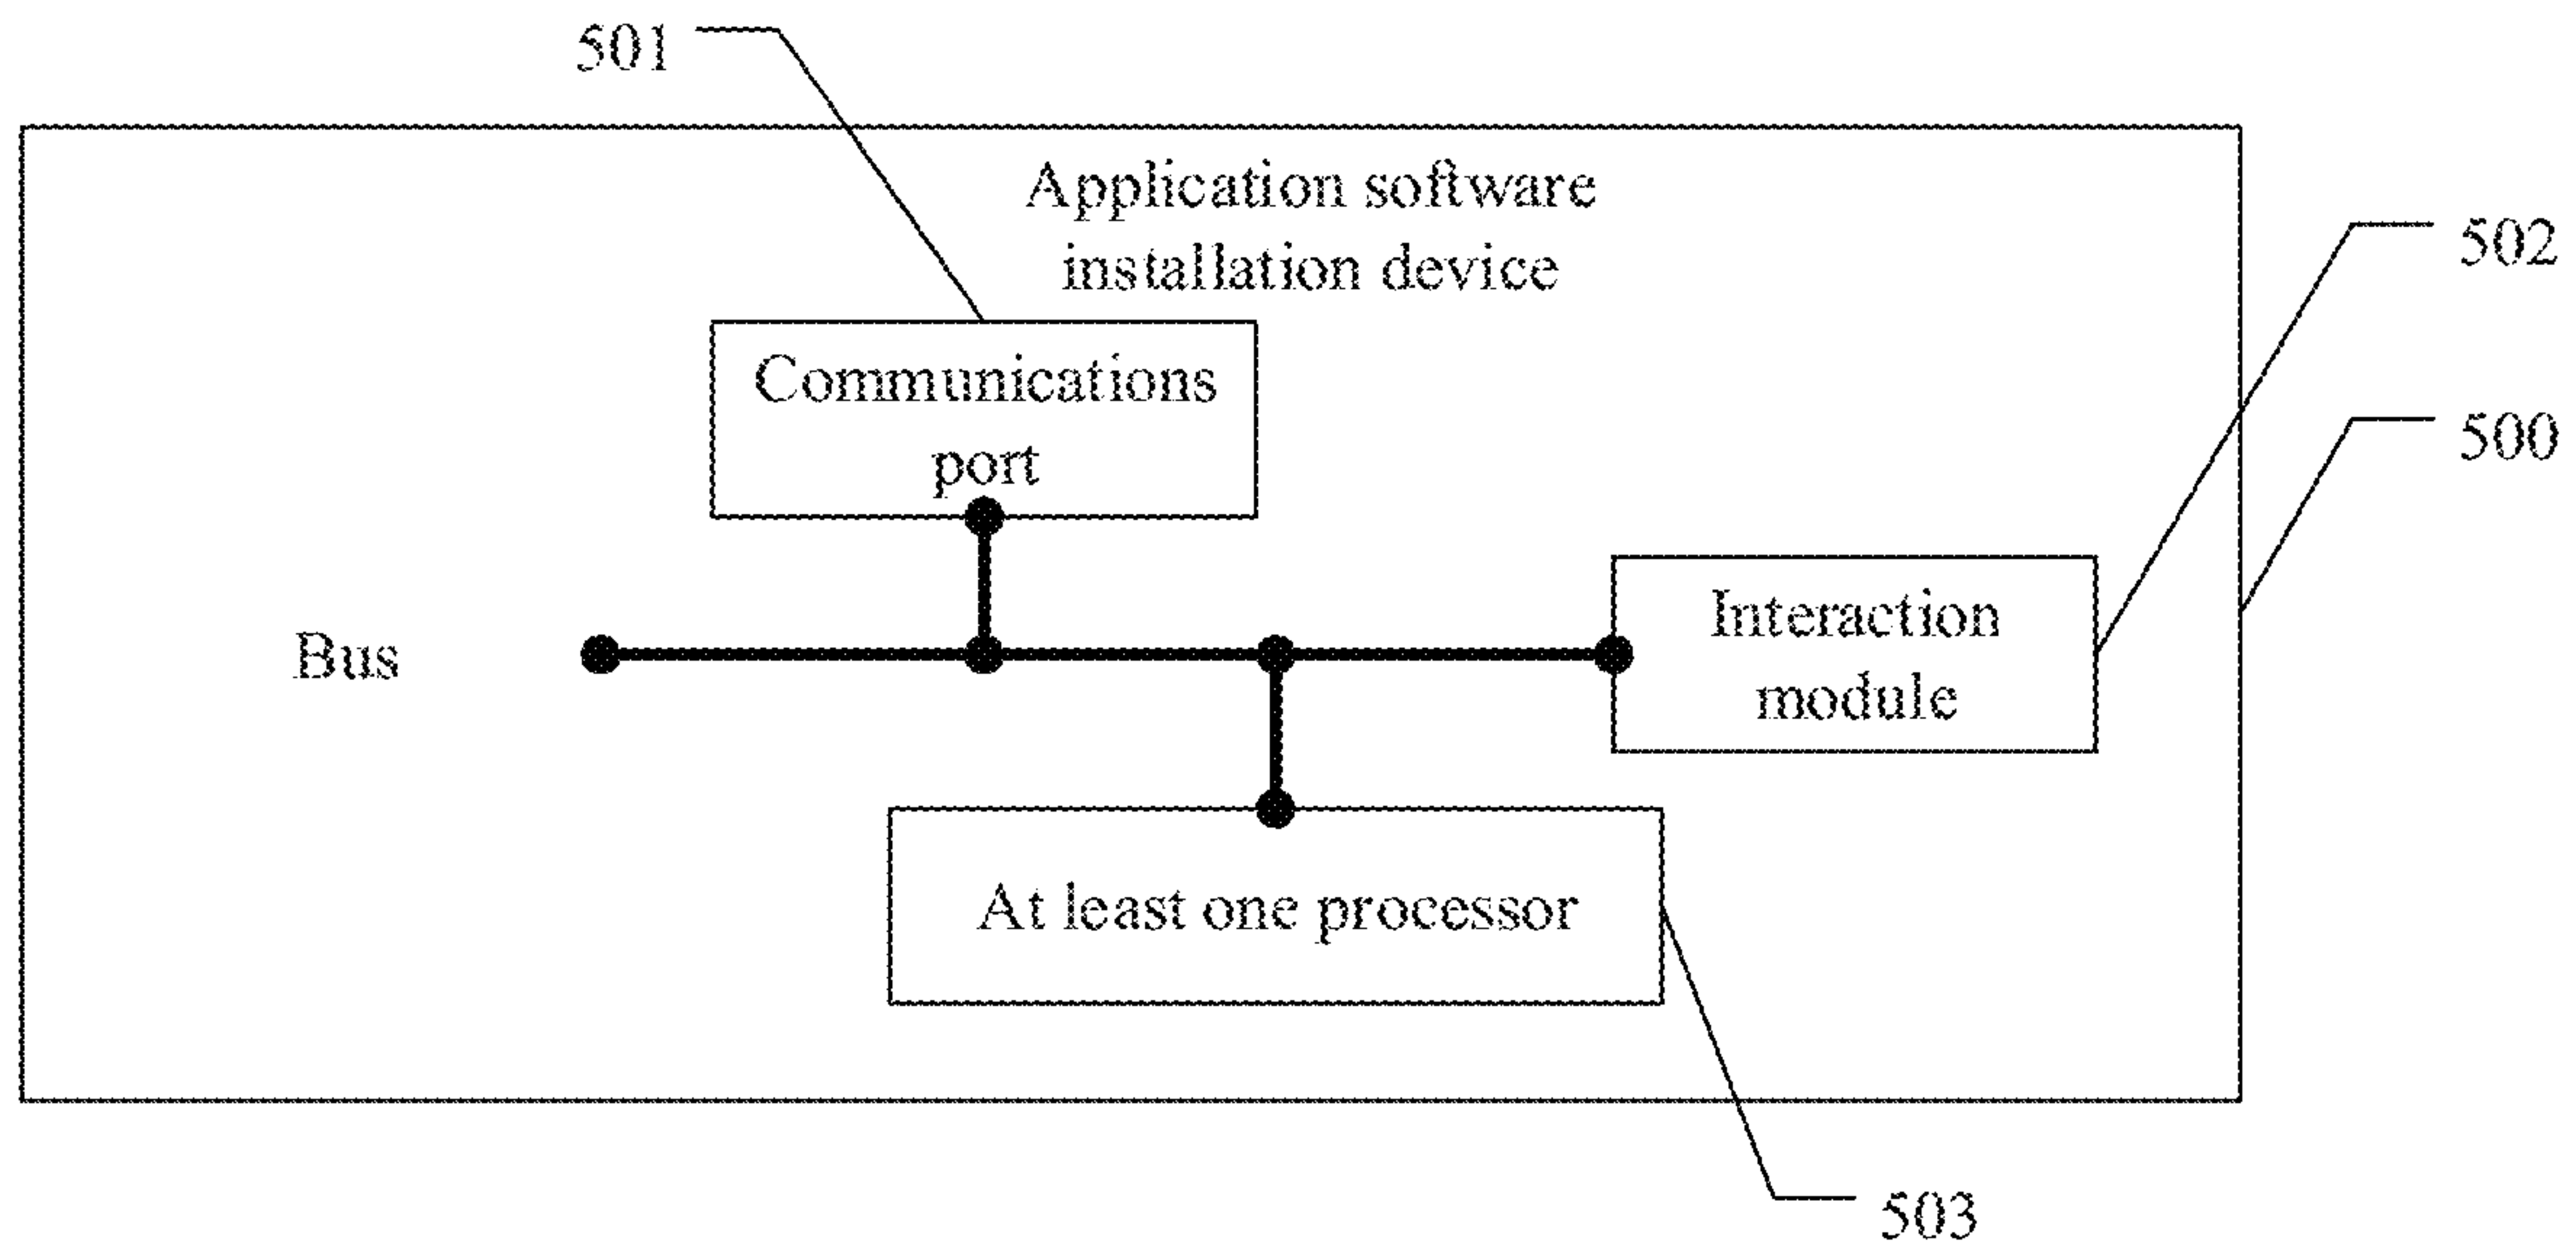 501
Application software
installation device
502
Communications
port
500
Interaction
module
Bus
At least one processor
503